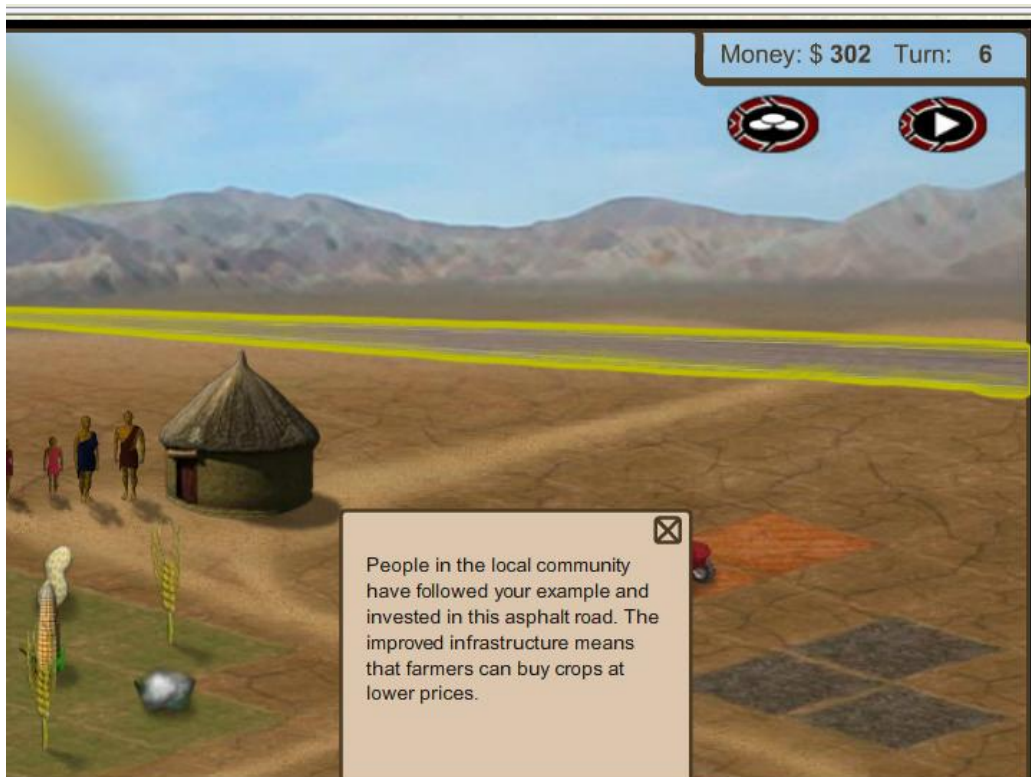 Money: $ 302 Turn: 6
People in the local community
have followed your example and
invested in this asphalt road. The
improved infrastructure means
that farmers can buy crops at
lower prices.